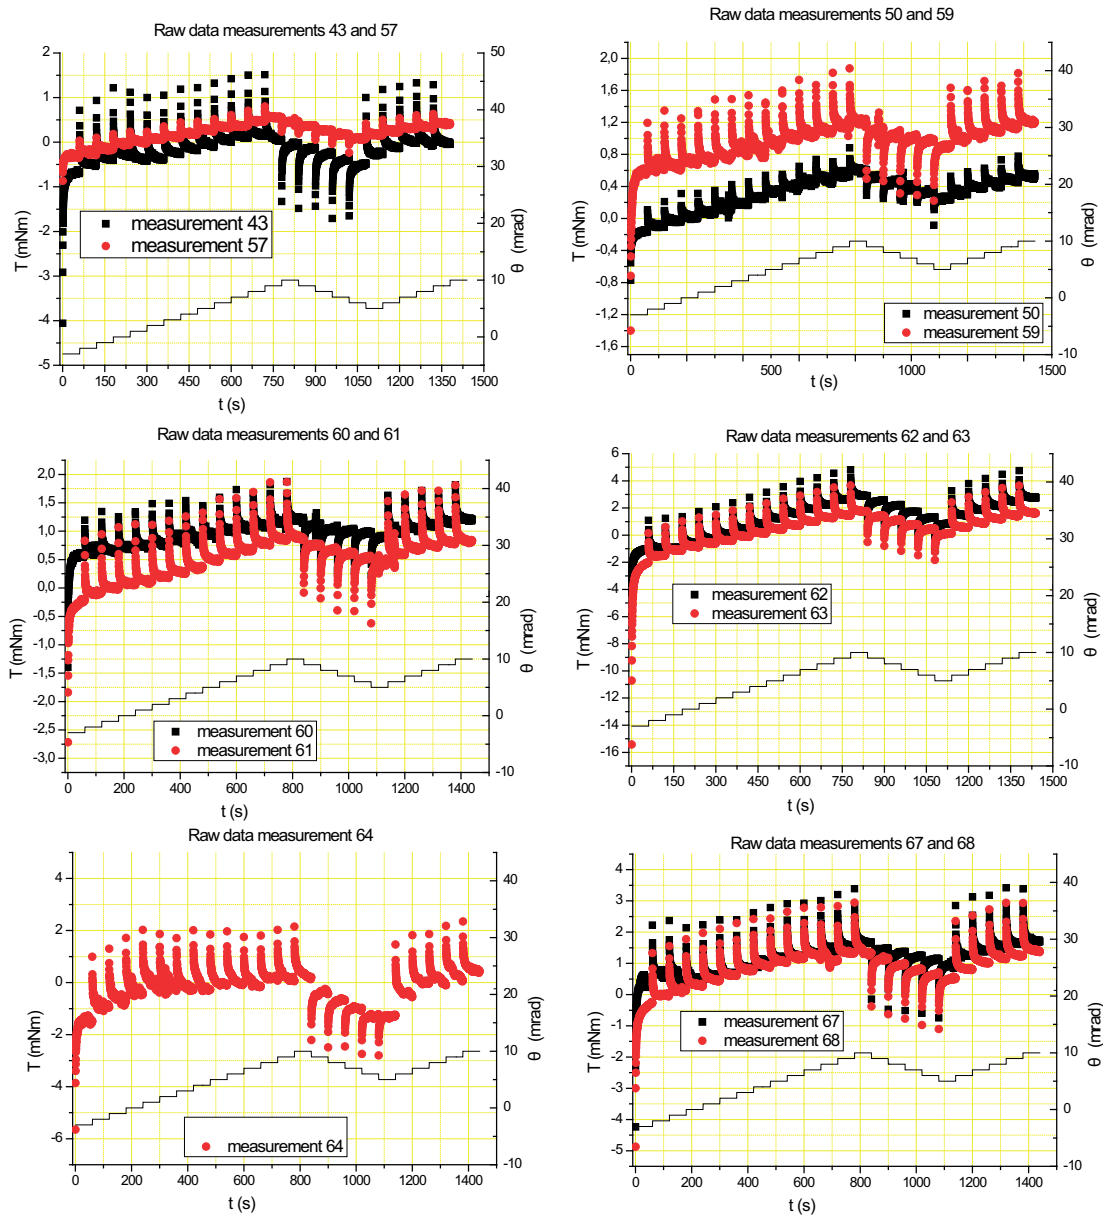 Raw data measurements 43 and 57
2
1
0
-1
-2
-3
-4
-5
T (mNm)
50
40
30
20
10
0
θ (mrad)
measurement 43
measurement 57
0 150 300 450 600 750 900 1050 1200 1350 1500
t (s)
Raw data measurements 50 and 59
2,0
1,6
1,2
0,8
0,4
0,0
-0,4
-0,8
-1,2
-1,6
T (mNm)
40
30
20
10
0
-10
θ (mrad)
measurement 50
measurement 59
0 500 1000 1500
t (s)
Raw data measurements 60 and 61
2,0
1,5
1,0
0,5
0,0
-0,5
-1,0
-1,5
-2,0
-2,5
-3,0
T (mNm)
40
30
20
10
0
-10
θ (mrad)
measurement 60
measurement 61
0 200 400 600 800 1000 1200 1400
t (s)
Raw data measurements 62 and 63
6
4
2
0
-2
-4
-6
-8
-10
-12
-14
-16
T (mNm)
40
30
20
10
0
-10
θ (mrad)
measurement 62
measurement 63
0 150 300 450 600 750 900 1050 1200 1350 1500
t (s)
Raw data measurement 64
4
2
0
-2
-4
-6
T (mNm)
40
30
20
10
0
-10
θ (mrad)
measurement 64
0 200 400 600 800 1000 1200 1400
t (s)
Raw data measurements 67 and 68
4
3
2
1
0
-1
-2
-3
-4
-5
T (mNm)
40
30
20
10
0
-10
θ (mrad)
measurement 67
measurement 68
0 200 400 600 800 1000 1200 1400
t (s)